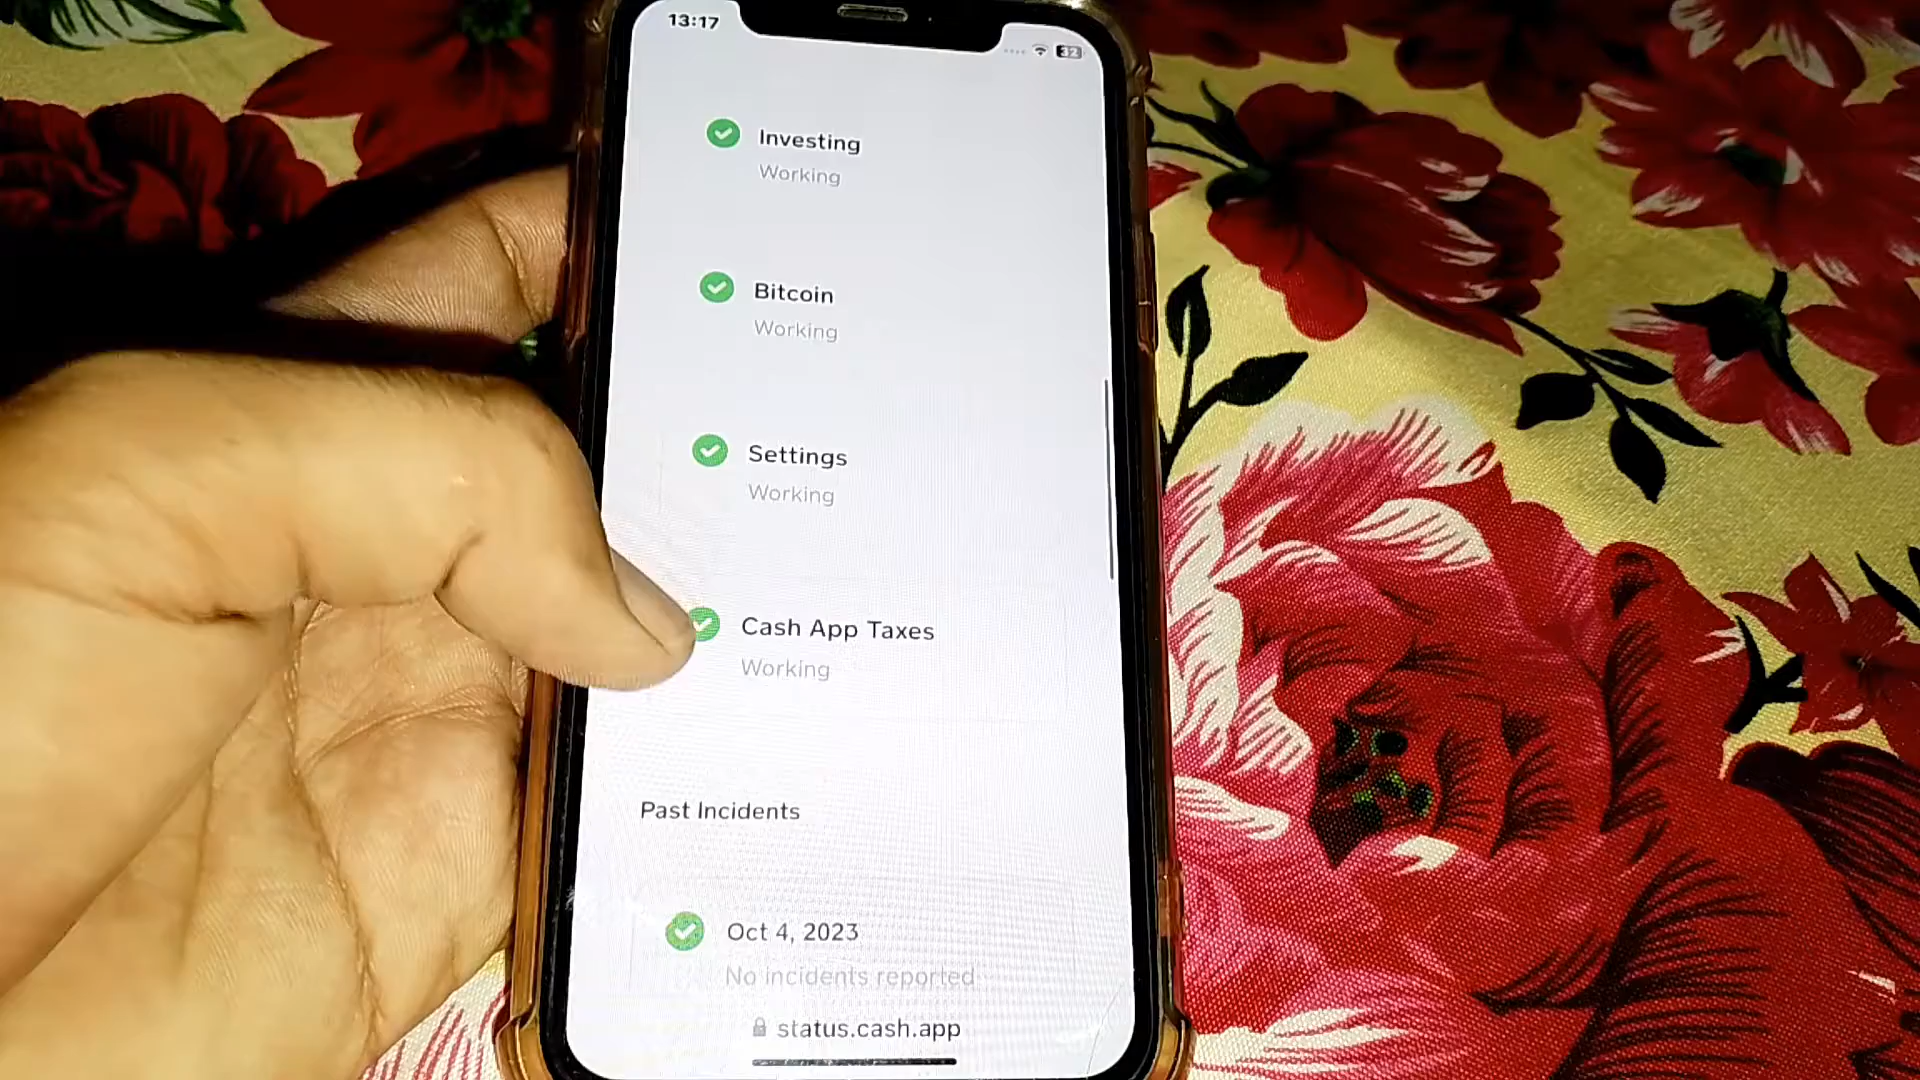 13:17
32
Investing
Working
Bitcoin
Working
Settings
Working
Cash App Taxes
Working
Past Incidents
Oct 4, 2023
No incidents reported
status.cash.app